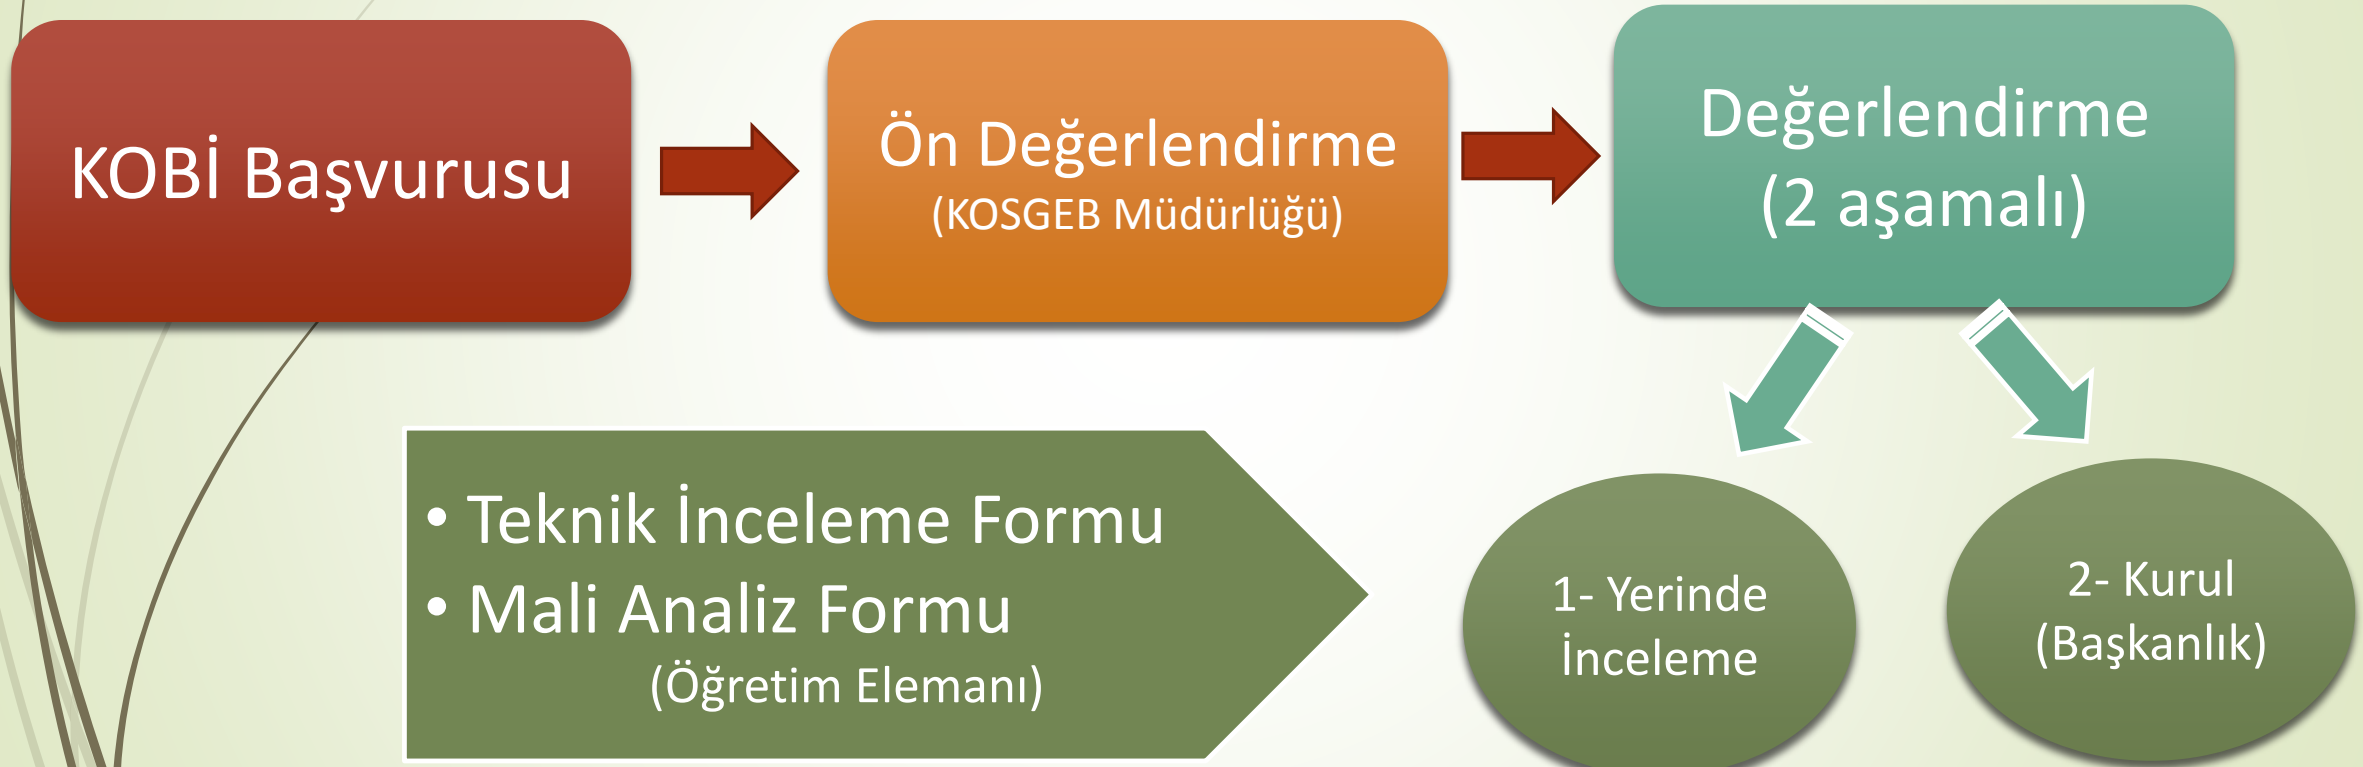 KOBİ Başvurusu
Ön Değerlendirme
(KOSGEB Müdürlüğü)
Değerlendirme
(2 aşamalı)
• Teknik İnceleme Formu
• Mali Analiz Formu
(Öğretim Elemanı)
1- Yerinde
İnceleme
2- Kurul
(Başkanlık)